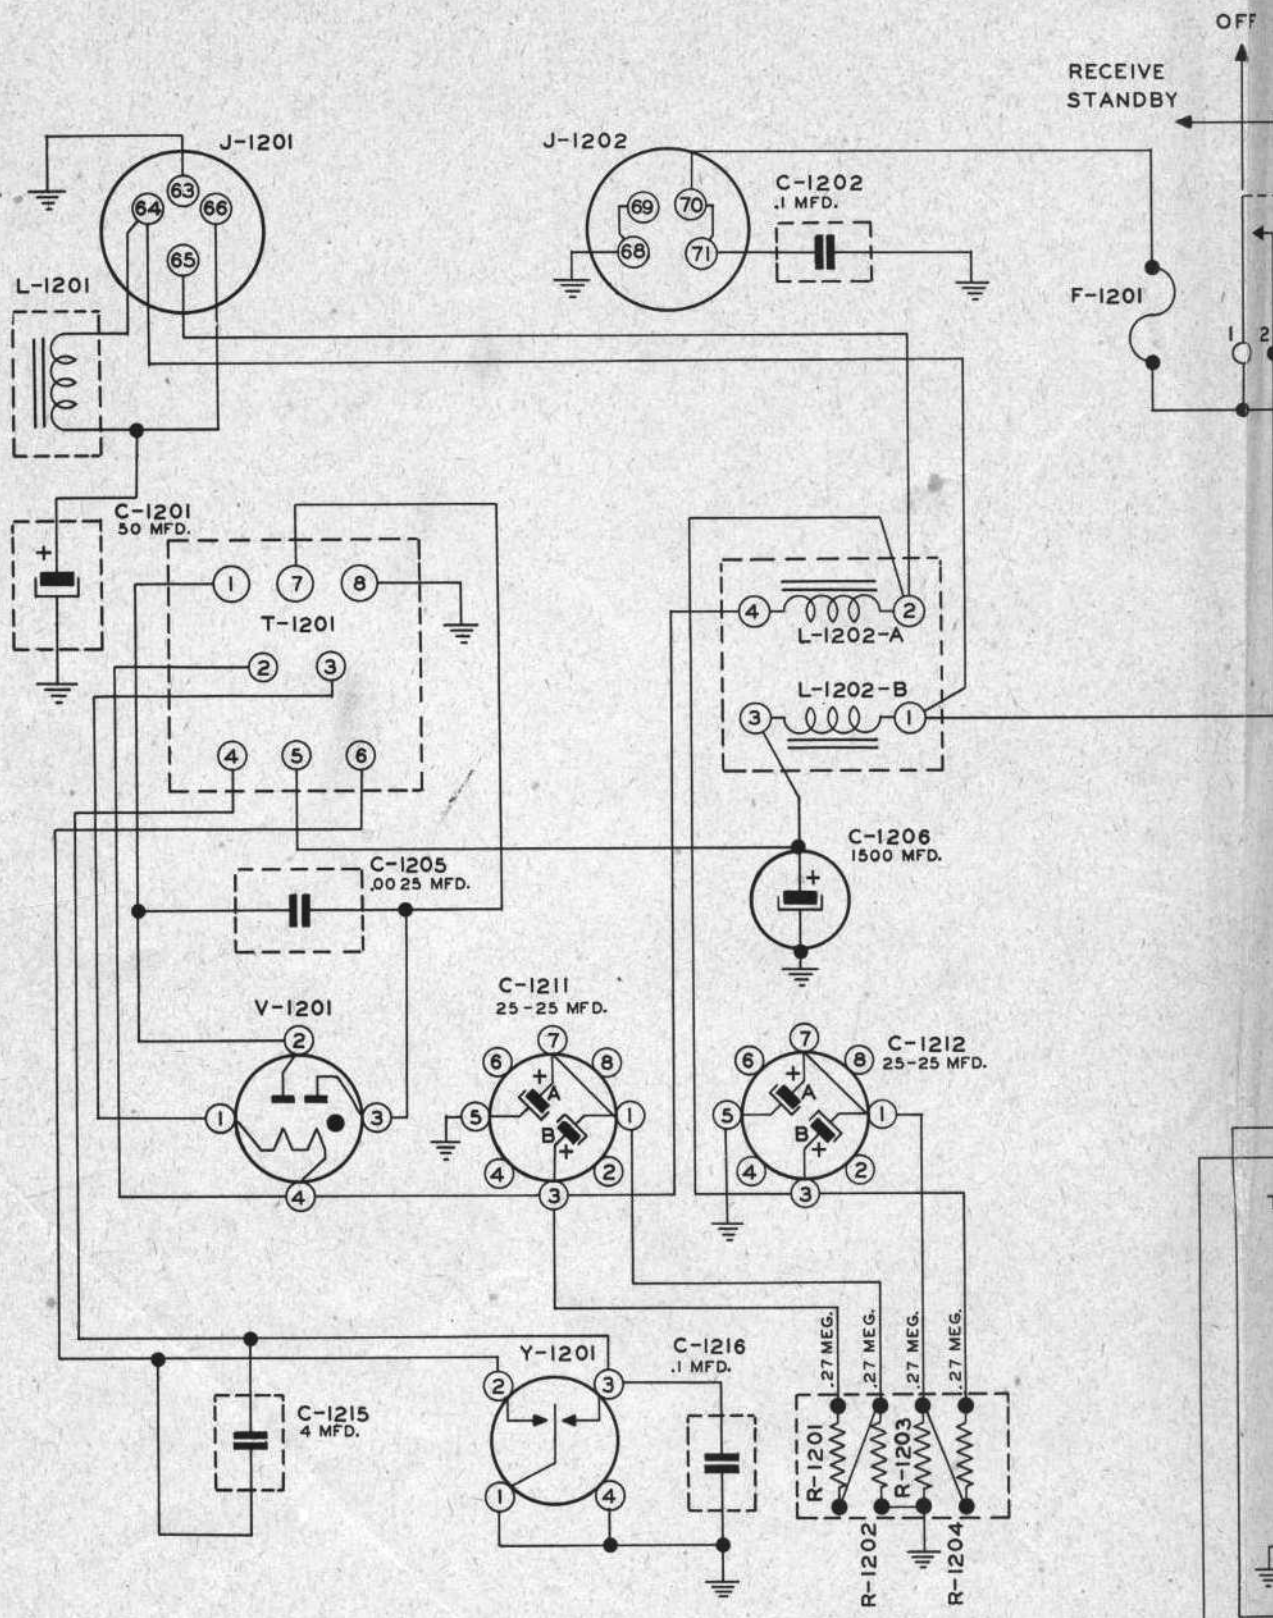 OFF
RECEIVE
STANDBY
J-1201
J-1202
C-1202
.1 MFD.
63
64
66
65
69
70
68
71
L-1201
F-1201
1
2
C-1201
50 MFD.
+
1
7
8
T-1201
2
3
4
5
6
4
2
L-1202-A
L-1202-B
3
1
C-1205
.0025 MFD.
C-1206
1500 MFD.
+
V-1201
2
1
3
4
C-1211
25-25 MFD.
7
6
8
+
A
5
1
B
+
4
2
3
C-1212
25-25 MFD.
7
6
8
+
A
5
1
B
+
4
2
3
Y-1201
2
3
1
4
C-1215
4 MFD.
C-1216
.1 MFD.
.27 MEG.
.27 MEG.
.27 MEG.
.27 MEG.
R-1201
R-1203
R-1202
R-1204